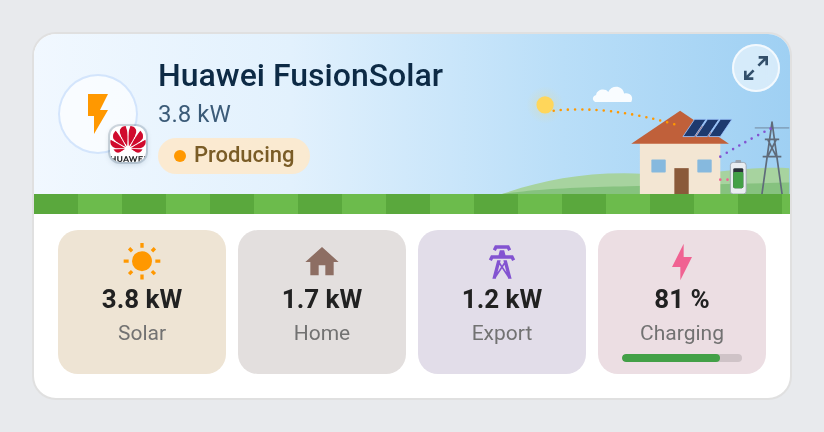 Huawei FusionSolar
3.8 kW
Producing
HUAWEI
3.8 kW
Solar
1.7 kW
Home
1.2 kW
Export
81 %
Charging